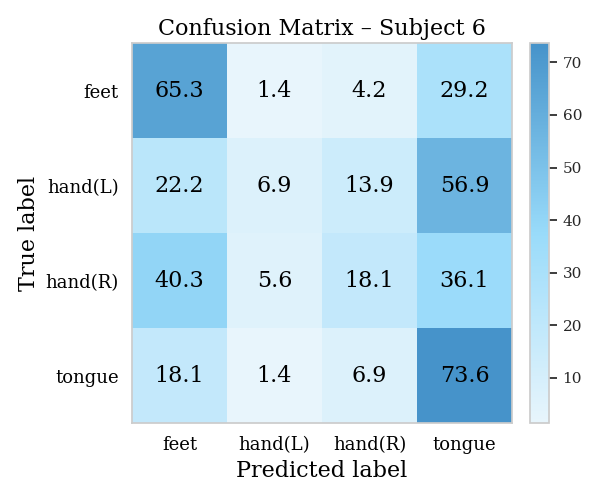 Confusion Matrix – Subject 6
feet 65.3 1.4 4.2 29.2
hand(L) 22.2 6.9 13.9 56.9
hand(R) 40.3 5.6 18.1 36.1
tongue 18.1 1.4 6.9 73.6
feet hand(L) hand(R) tongue
Predicted label
True label
70
60
50
40
30
20
10